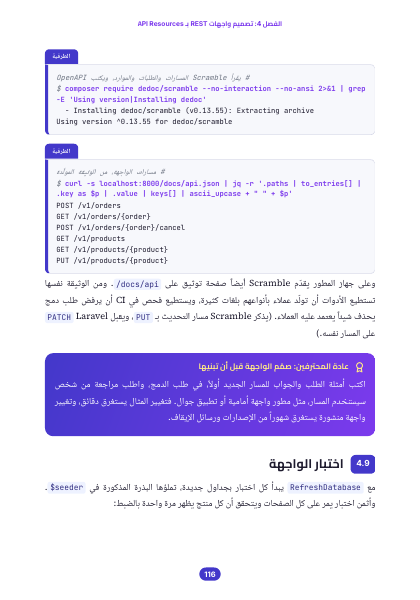 الفصل 4: تصميم واجهات REST بـ API Resources
الطرفية
# يقرأ Scramble المسارات والطلبات والموارد، ويكتب OpenAPI
$ composer require dedoc/scramble --no-interaction --no-ansi 2>&1 | grep
-E 'Using version|Installing dedoc'
- Installing dedoc/scramble (v0.13.55): Extracting archive
Using version ^0.13.55 for dedoc/scramble
الطرفية
# مسارات الواجهة، من الوثيقة المولّدة
$ curl -s localhost:8000/docs/api.json | jq -r '.paths | to_entries[] |
.key as $p | .value | keys[] | ascii_upcase + " " + $p'
POST /v1/orders
GET /v1/orders/{order}
POST /v1/orders/{order}/cancel
GET /v1/products
GET /v1/products/{product}
PUT /v1/products/{product}
وعلى جهاز المطور يقدّم Scramble أيضاً صفحة توثيق على /docs/api. ومن الوثيقة نفسها
تستطيع الأدوات أن تولّد عملاء بأنواعهم بلغات كثيرة، ويستطيع فحص في CI أن يرفض طلب دمج
يحذف شيئاً يعتمد عليه العملاء. (يذكر Scramble مسار التحديث بـ PUT، ويقبل Laravel PATCH
على المسار نفسه.)
عادة المحترفين: صمّم الواجهة قبل أن تبنيها
اكتب أمثلة الطلب والجواب للمسار الجديد أولاً، في طلب الدمج، واطلب مراجعة من شخص
سيستخدم المسار، مثل مطور واجهة أمامية أو تطبيق جوال. فتغيير المثال يستغرق دقائق، وتغيير
واجهة منشورة يستغرق شهوراً من الإصدارات ورسائل الإيقاف.
4.9 اختبار الواجهة
مع RefreshDatabase يبدأ كل اختبار بجداول جديدة، تملؤها البذرة المذكورة في $seeder.
وأثمن اختبار يمر على كل الصفحات ويتحقق أن كل منتج يظهر مرة واحدة بالضبط:
116